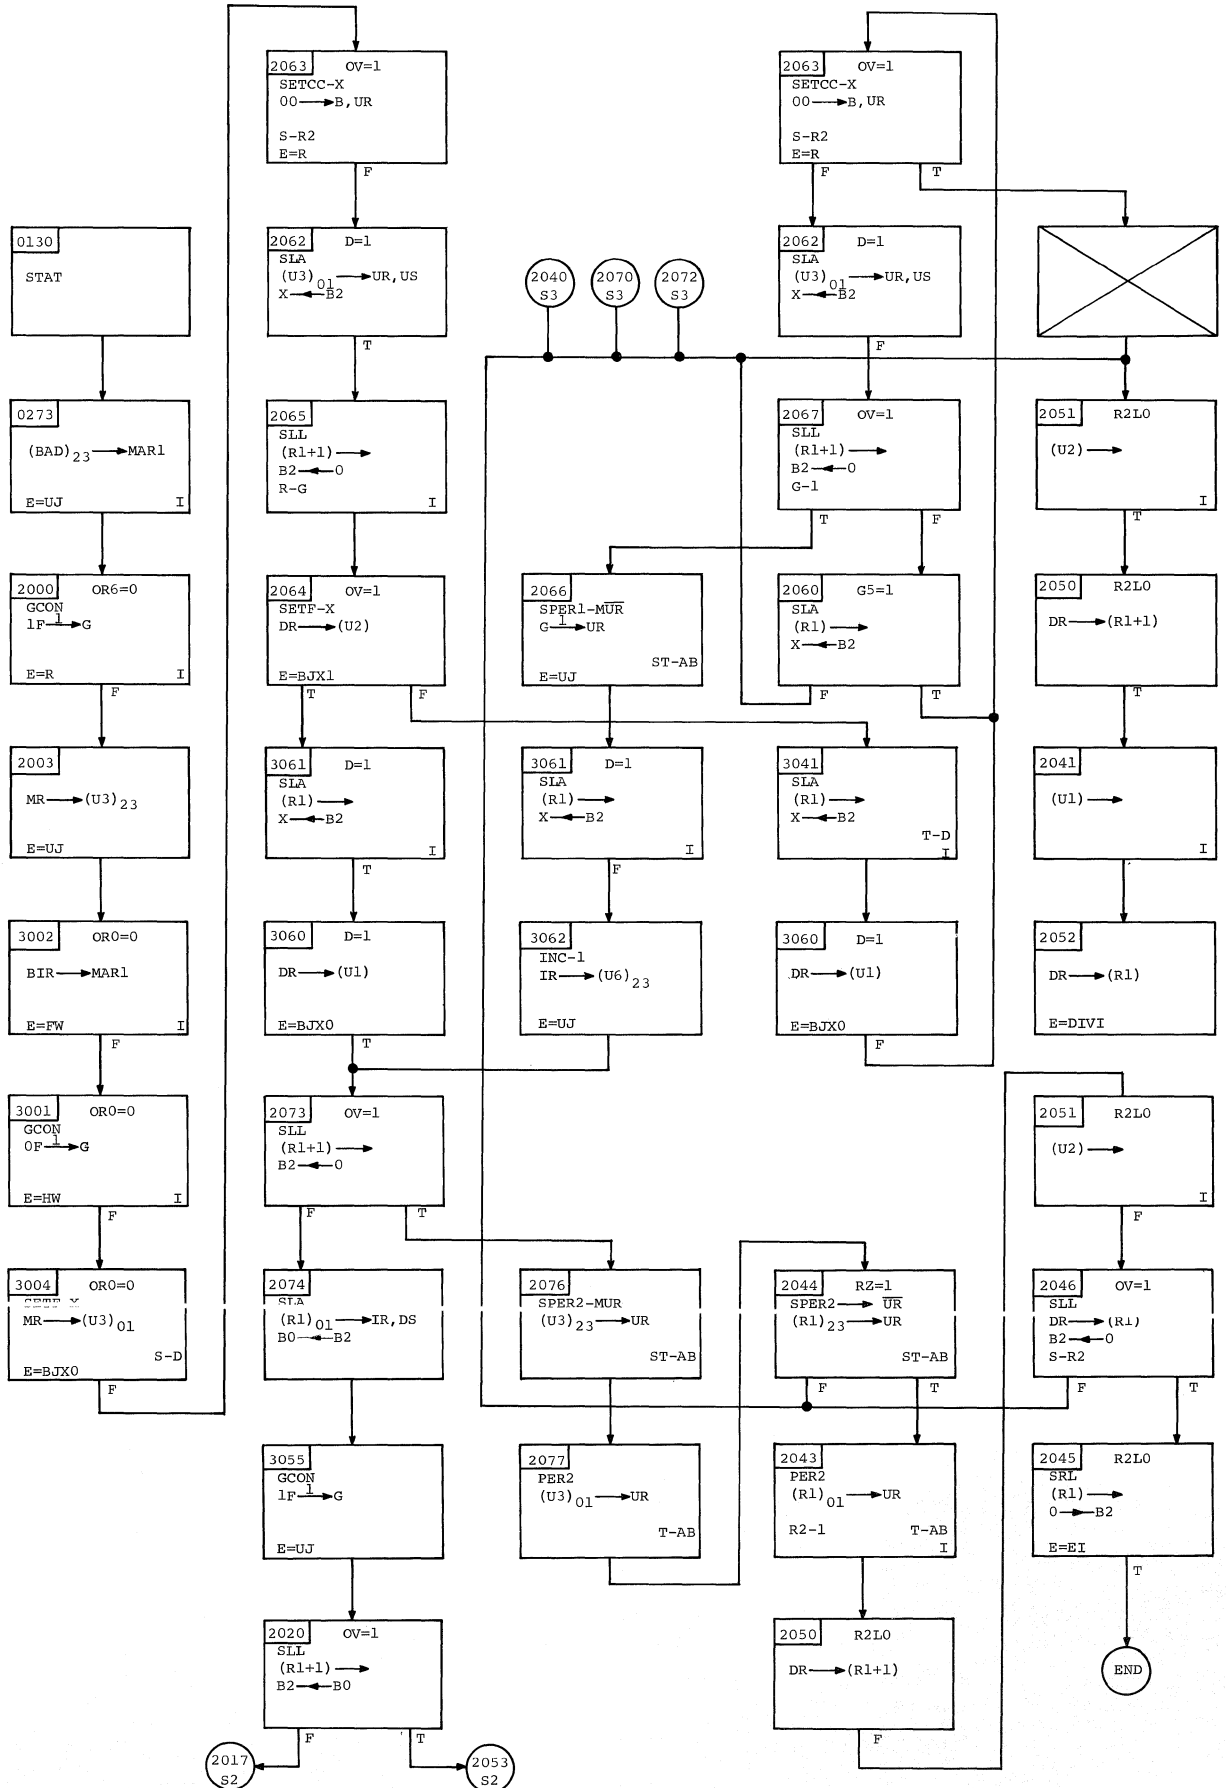 2063 OV=1
SETCC-X
00→B,UR
S-R2
E=R
F
2063 OV=1
SETCC-X
00→B,UR
S-R2
E=R
F T
0130
STAT
2062 D=1
SLA
(U3)01→UR,US
X←B2
T
2040
S3
2070
S3
2072
S3
2062 D=1
SLA
(U3)01→UR,US
X←B2
F
0273
(BAD)23→MAR1
E=UJ I
2065
SLL
(R1+1)→
B2←0
R-G
I
2067 OV=1
SLL
(R1+1)→
B2←0
G-1
T F
2051 R2L0
(U2)→
I
T
2000 OR6=0
GCON
1F1→G
E=R I
F
2064 OV=1
SETF-X
DR→(U2)
E=BJX1
T F
2066
SPER1-MUR
G1→UR
ST-AB
E=UJ
2060 G5=1
SLA
(R1)→
X←B2
F T
2050 R2L0
DR→(R1+1)
T
2003
MR→(U3)23
E=UJ
3061 D=1
SLA
(R1)→
X←B2
I
T
3061 D=1
SLA
(R1)→
X←B2
I
F
3041
SLA
(R1)→
X←B2
T-D
I
2041
(U1)→
I
3002 OR0=0
BIR→MAR1
E=FW I
F
3060 D=1
DR→(U1)
E=BJX0
T
3062
INC-1
IR→(U6)23
E=UJ
3060 D=1
DR→(U1)
E=BJX0
F
2052
DR→(R1)
E=DIVI
3001 OR0=0
GCON
0F1→G
E=HW I
F
2073 OV=1
SLL
(R1+1)→
B2←0
F T
2051 R2L0
(U2)→
I
F
3004 OR0=0
SETF-X
MR→(U3)01
S-D
E=BJX0
F
2074
SLA
(R1)01→IR,DS
B0←B2
2076
SPER2-MUR
(U3)23→UR
ST-AB
2044 RZ=1
SPER2→UR
(R1)23→UR
ST-AB
F T
2046 OV=1
SLL
DR→(R1)
B2←0
S-R2
F T
3055
GCON
1F1→G
E=UJ
2077
PER2
(U3)01→UR
T-AB
2043
PER2
(R1)01→UR
R2-1 T-AB
I
2045 R2L0
SRL
(R1)→
0→B2
E=EI
T
2020 OV=1
SLL
(R1+1)→
B2←B0
F T
2050 R2L0
DR→(R1+1)
F
END
2017
S2
2053
S2